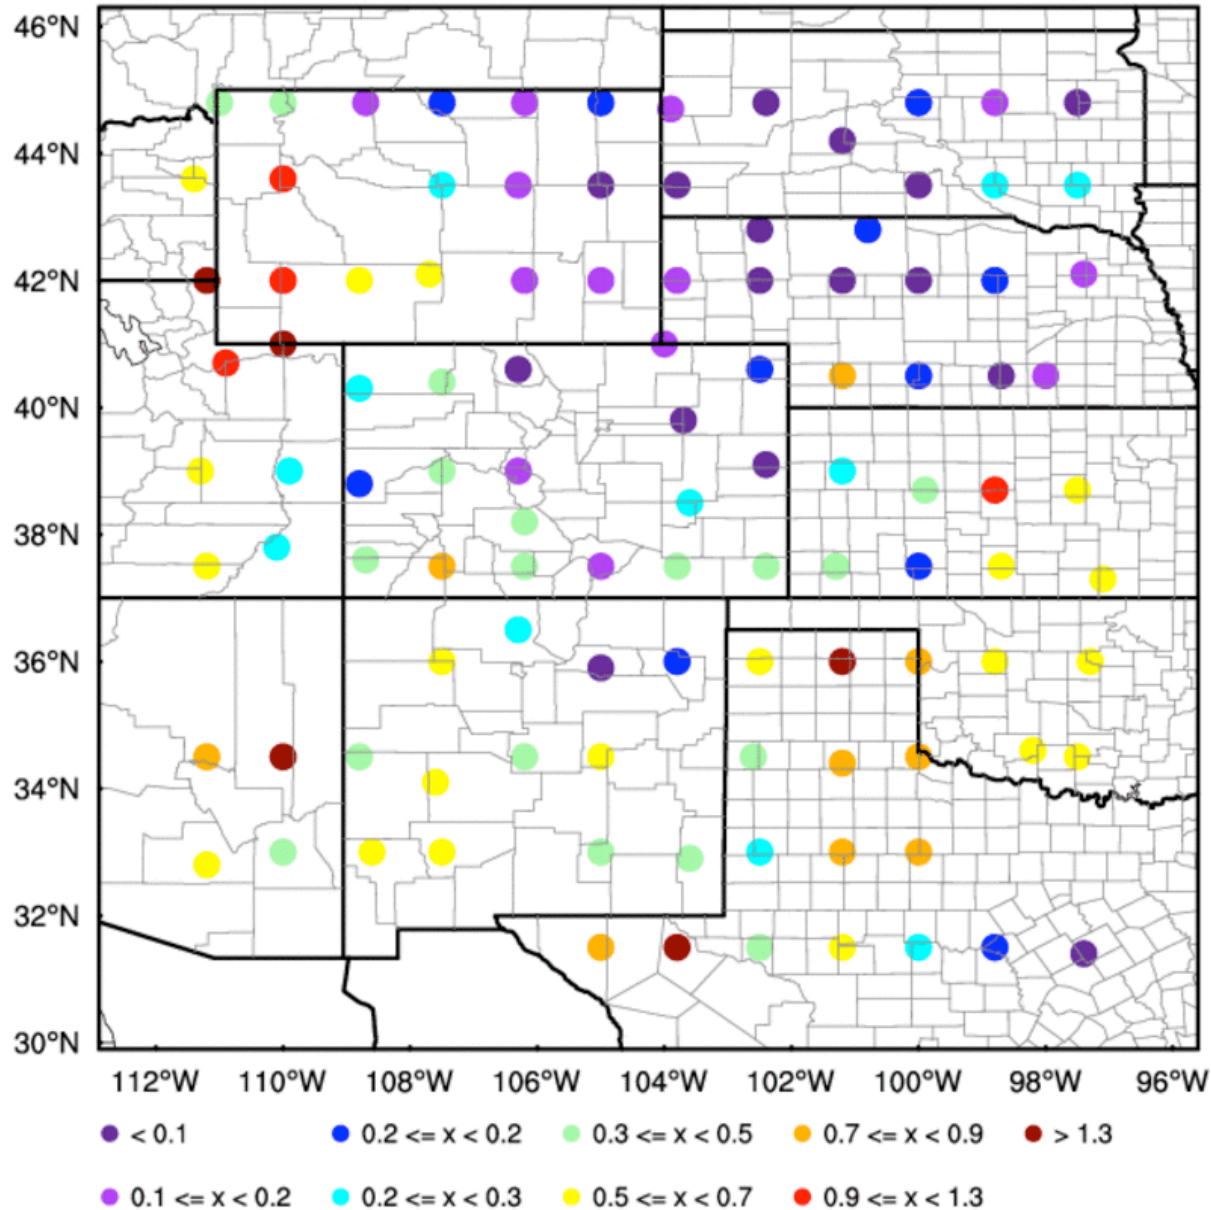 46°N
44°N
42°N
40°N
38°N
36°N
34°N
32°N
30°N
112°W 110°W 108°W 106°W 104°W 102°W 100°W 98°W 96°W
< 0.1 0.2 <= x < 0.2 0.3 <= x < 0.5 0.7 <= x < 0.9 > 1.3
0.1 <= x < 0.2 0.2 <= x < 0.3 0.5 <= x < 0.7 0.9 <= x < 1.3